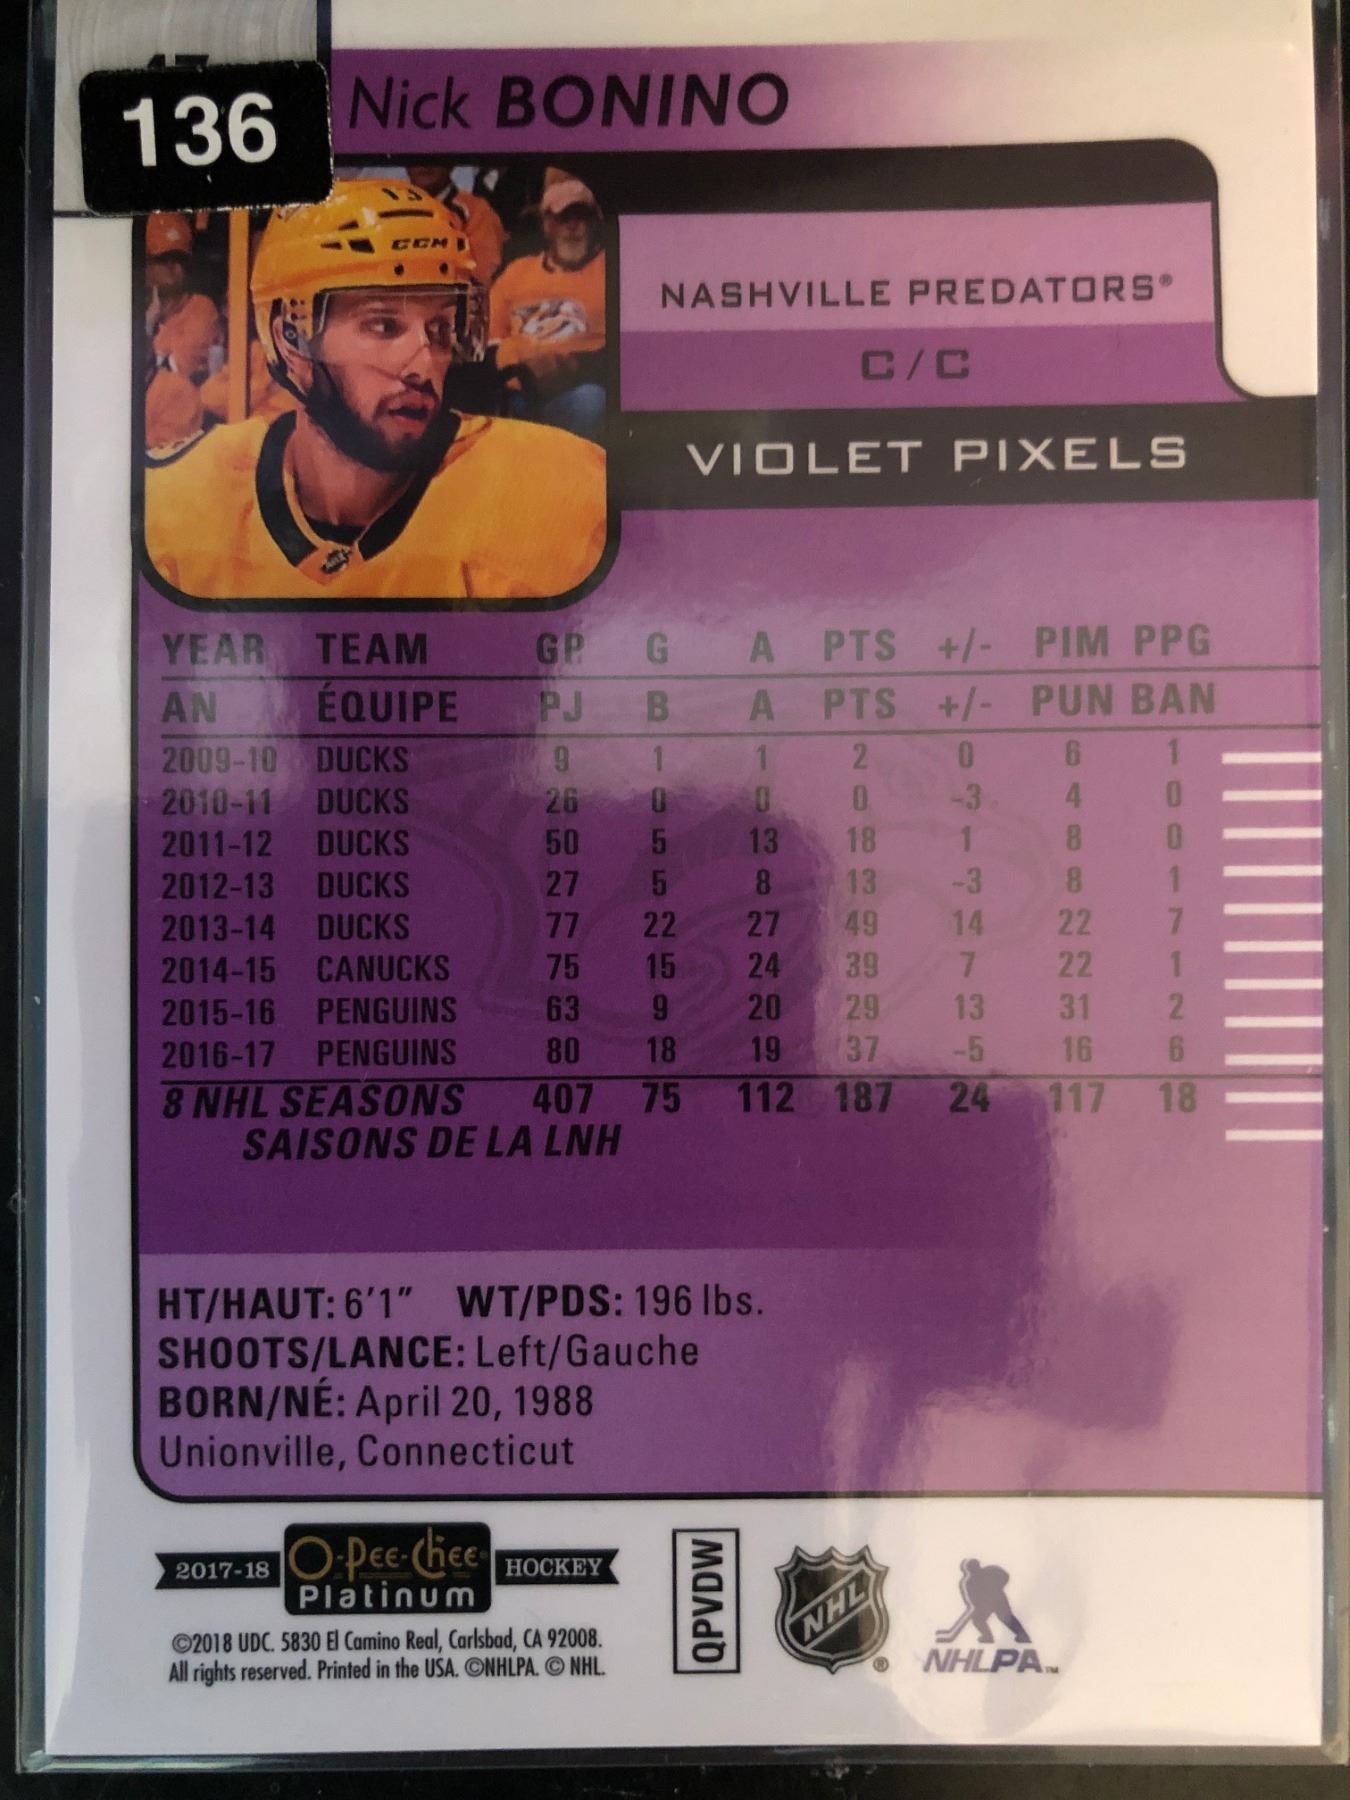 136
Nick BONINO
13
CCM
NASHVILLE PREDATORS®
C/C
VIOLET PIXELS
YEAR TEAM GP G A PTS +/- PIM PPG
AN ÉQUIPE PJ B A PTS +/- PUN BAN
2009-10 DUCKS 9 1 1 2 0 6 1
2010-11 DUCKS 26 0 0 0 -3 4 0
2011-12 DUCKS 50 5 13 18 1 8 0
2012-13 DUCKS 27 5 8 13 -3 8 1
2013-14 DUCKS 77 22 27 49 14 22 7
2014-15 CANUCKS 75 15 24 39 7 22 1
2015-16 PENGUINS 63 9 20 29 13 31 2
2016-17 PENGUINS 80 18 19 37 -5 16 6
8 NHL SEASONS 407 75 112 187 24 117 18
SAISONS DE LA LNH
HT/HAUT: 6'1" WT/PDS: 196 lbs.
SHOOTS/LANCE: Left/Gauche
BORN/NÉ: April 20, 1988
Unionville, Connecticut
2017-18 O-Pee-Chee Platinum HOCKEY
©2018 UDC. 5830 El Camino Real, Carlsbad, CA 92008.
All rights reserved. Printed in the USA. ©NHLPA. © NHL.
QPVDW
NHL®
NHLPA™